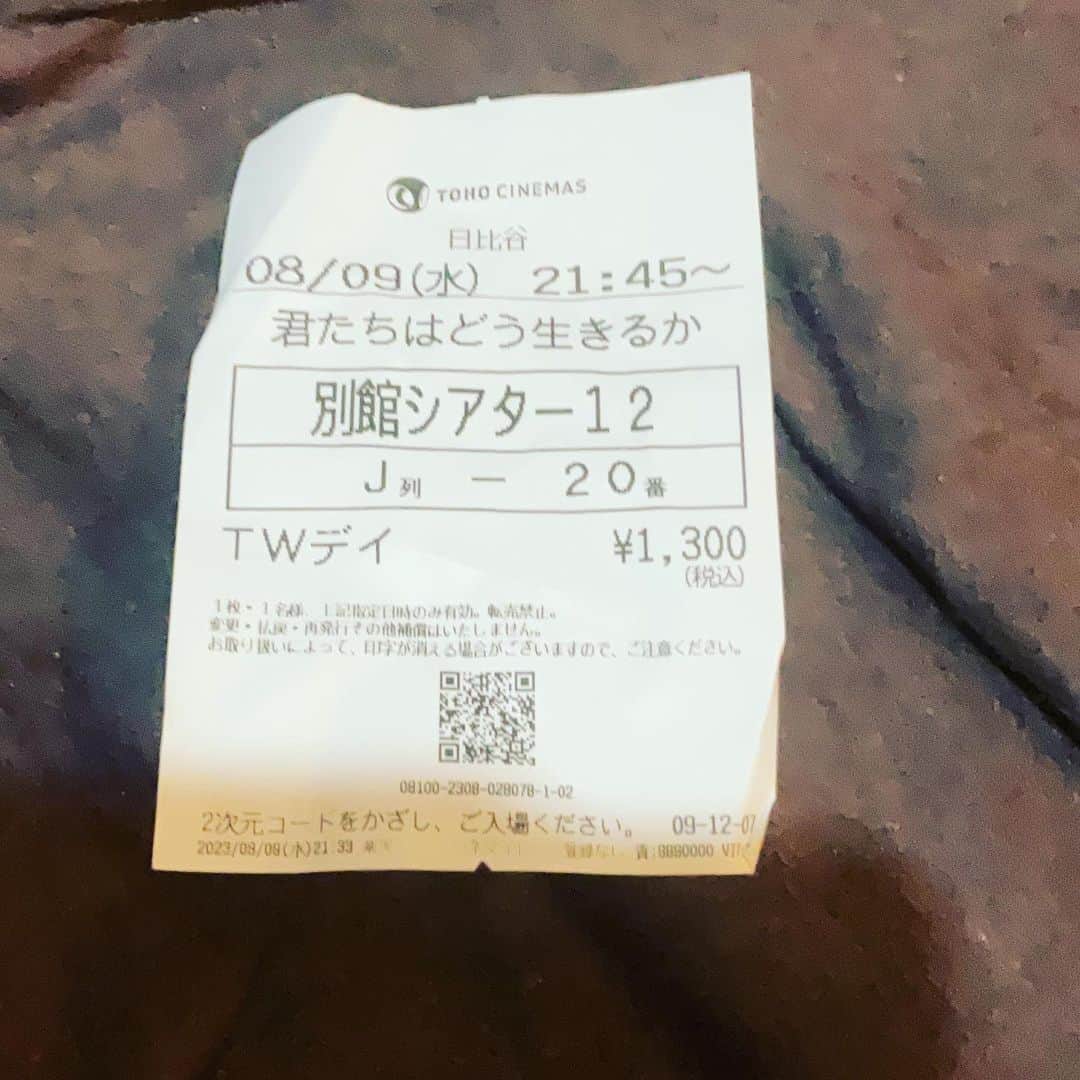 TOHO CINEMAS
日比谷
08/09(水) 21:45～
君たちはどう生きるか
別館シアター12
J列 － 20番
TWデイ ¥1,300
(税込)
1枚・1名様、上記指定日時のみ有効。転売禁止。
変更・払戻・再発行その他補償はいたしません。
お取り扱いによって、印字が消える場合がございますので、ご注意ください。
08100-2308-028078-1-02
2次元コードをかざし、ご入場ください。 09-12-07
2023/08/09(水)21:33